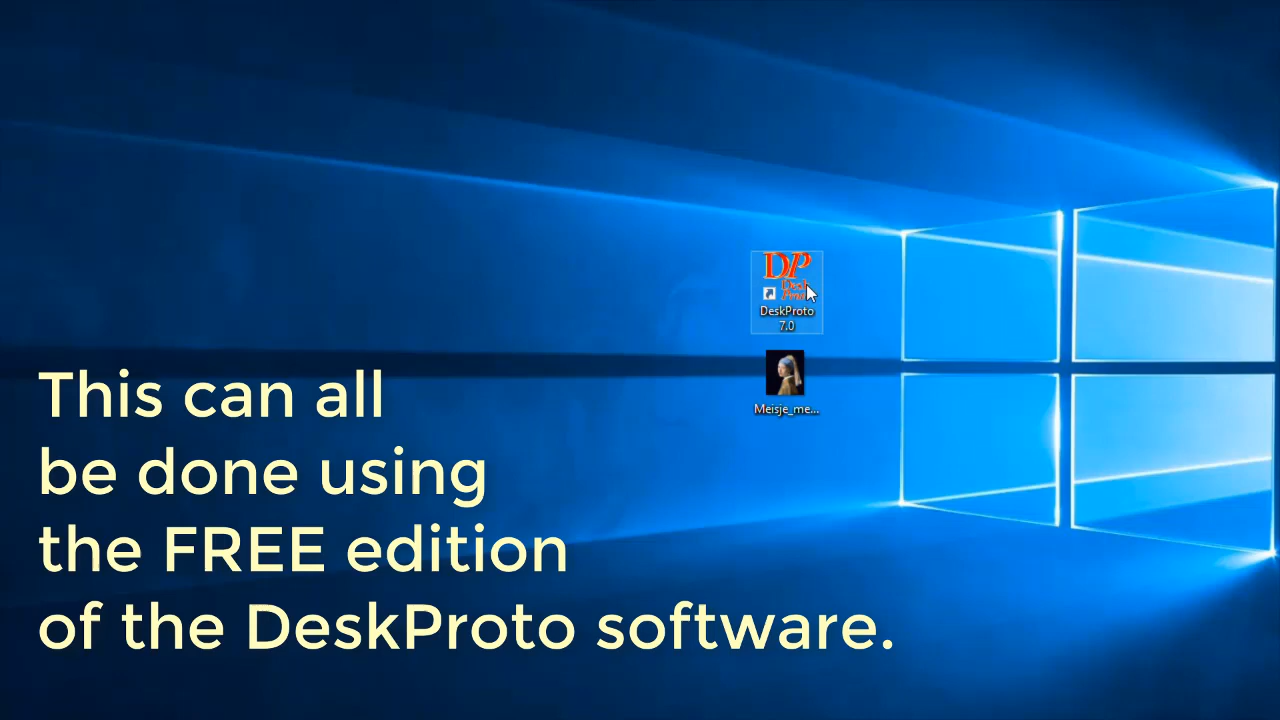 DP
Desk
Proto
DeskProto
7.0
Meisje_me...
This can all
be done using
the FREE edition
of the DeskProto software.